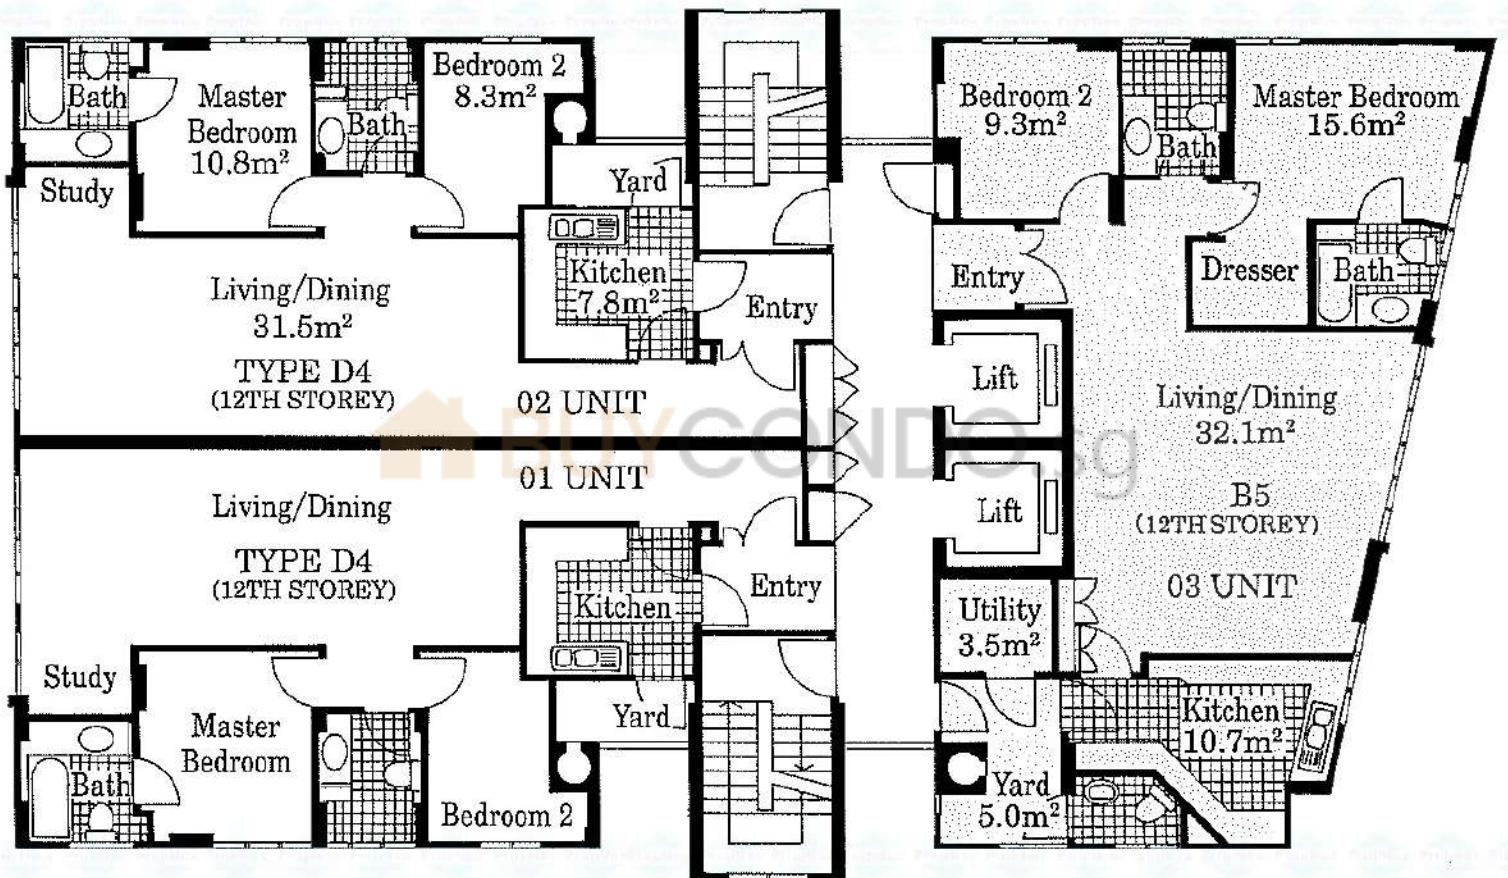 Bath
Master
Bedroom
10.8m²
Bath
Bedroom 2
8.3m²
Study
Yard
Kitchen
7.8m²
Entry
Living/Dining
31.5m²
TYPE D4
(12TH STOREY)
02 UNIT
BUYCONDO.sg
01 UNIT
Living/Dining
TYPE D4
(12TH STOREY)
Kitchen
Entry
Study
Master
Bedroom
Bath
Yard
Bedroom 2
Bedroom 2
9.3m²
Bath
Master Bedroom
15.6m²
Entry
Dresser
Bath
Lift
Living/Dining
32.1m²
Lift
B5
(12TH STOREY)
03 UNIT
Utility
3.5m²
Kitchen
10.7m²
Yard
5.0m²